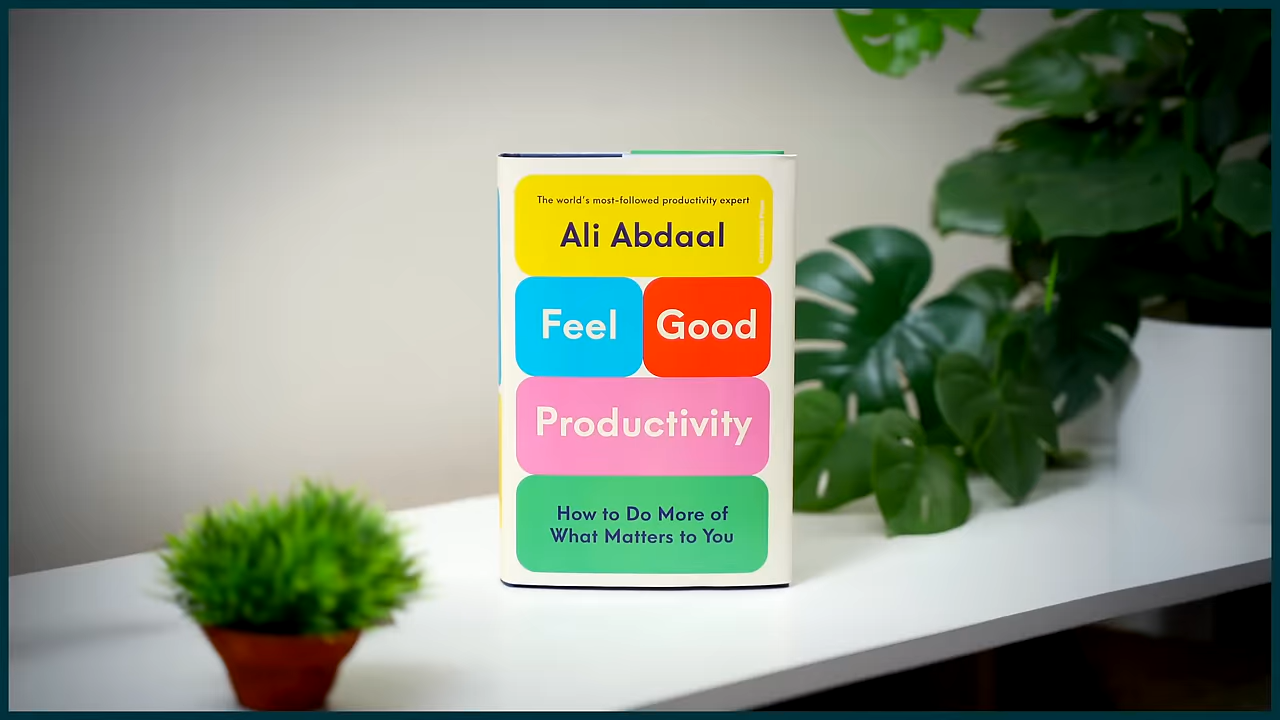 The world's most-followed productivity expert
Ali Abdaal
Feel Good
Productivity
How to Do More of
What Matters to You